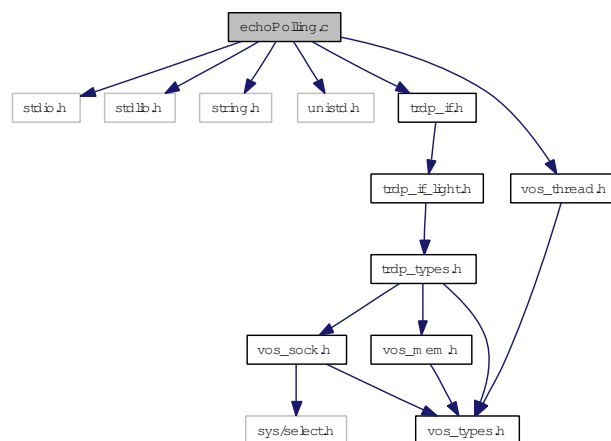 echoPolling.c
stdio.h
stdlib.h
string.h
unistd.h
trdp_if.h
trdp_if_light.h
vos_thread.h
trdp_types.h
vos_sock.h
vos_mem.h
sys/select.h
vos_types.h